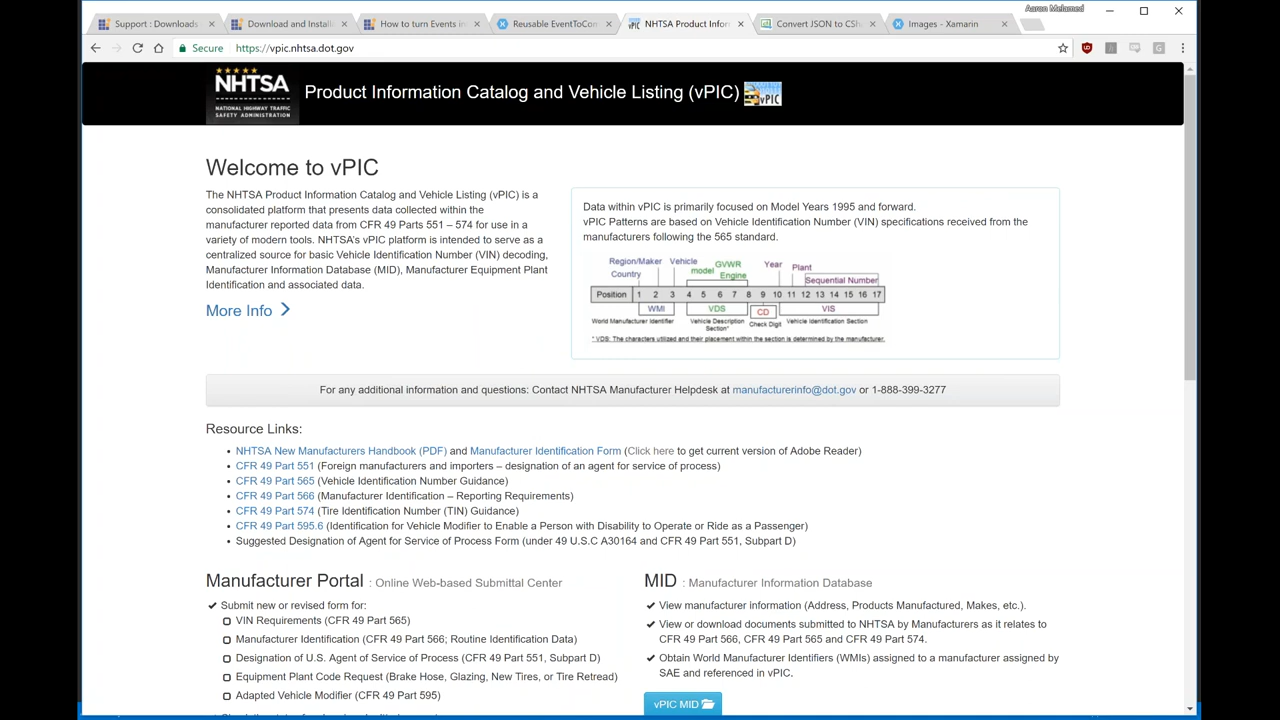 Aaron Melamed
Support : Downloads
Download and Installa
How to turn Events in
Reusable EventToCom
NHTSA Product Infor
Convert JSON to CSha
Images - Xamarin
Secure https://vpic.nhtsa.dot.gov
NHTSA
NATIONAL HIGHWAY TRAFFIC
SAFETY ADMINISTRATION
Product Information Catalog and Vehicle Listing (vPIC)
vPIC
Welcome to vPIC
The NHTSA Product Information Catalog and Vehicle Listing (vPIC) is a
consolidated platform that presents data collected within the
manufacturer reported data from CFR 49 Parts 551 – 574 for use in a
variety of modern tools. NHTSA's vPIC platform is intended to serve as a
centralized source for basic Vehicle Identification Number (VIN) decoding,
Manufacturer Information Database (MID), Manufacturer Equipment Plant
Identification and associated data.
More Info
Data within vPIC is primarily focused on Model Years 1995 and forward.
vPIC Patterns are based on Vehicle Identification Number (VIN) specifications received from the
manufacturers following the 565 standard.
Region/Maker Vehicle GVWR Year Plant
Country model Engine Sequential Number
Position 1 2 3 4 5 6 7 8 9 10 11 12 13 14 15 16 17
WMI VDS CD VIS
World Manufacturer Identifier Vehicle Description Section* Check Digit Vehicle Identification Section
* VDS: The characters utilized and their placement within the section is determined by the manufacturer.
For any additional information and questions: Contact NHTSA Manufacturer Helpdesk at manufacturerinfo@dot.gov or 1-888-399-3277
Resource Links:
NHTSA New Manufacturers Handbook (PDF) and Manufacturer Identification Form (Click here to get current version of Adobe Reader)
CFR 49 Part 551 (Foreign manufacturers and importers – designation of an agent for service of process)
CFR 49 Part 565 (Vehicle Identification Number Guidance)
CFR 49 Part 566 (Manufacturer Identification – Reporting Requirements)
CFR 49 Part 574 (Tire Identification Number (TIN) Guidance)
CFR 49 Part 595.6 (Identification for Vehicle Modifier to Enable a Person with Disability to Operate or Ride as a Passenger)
Suggested Designation of Agent for Service of Process Form (under 49 U.S.C A30164 and CFR 49 Part 551, Subpart D)
Manufacturer Portal : Online Web-based Submittal Center
Submit new or revised form for:
VIN Requirements (CFR 49 Part 565)
Manufacturer Identification (CFR 49 Part 566; Routine Identification Data)
Designation of U.S. Agent of Service of Process (CFR 49 Part 551, Subpart D)
Equipment Plant Code Request (Brake Hose, Glazing, New Tires, or Tire Retread)
Adapted Vehicle Modifier (CFR 49 Part 595)
MID : Manufacturer Information Database
View manufacturer information (Address, Products Manufactured, Makes, etc.).
View or download documents submitted to NHTSA by Manufacturers as it relates to
CFR 49 Part 566, CFR 49 Part 565 and CFR 49 Part 574.
Obtain World Manufacturer Identifiers (WMIs) assigned to a manufacturer assigned by
SAE and referenced in vPIC.
vPIC MID